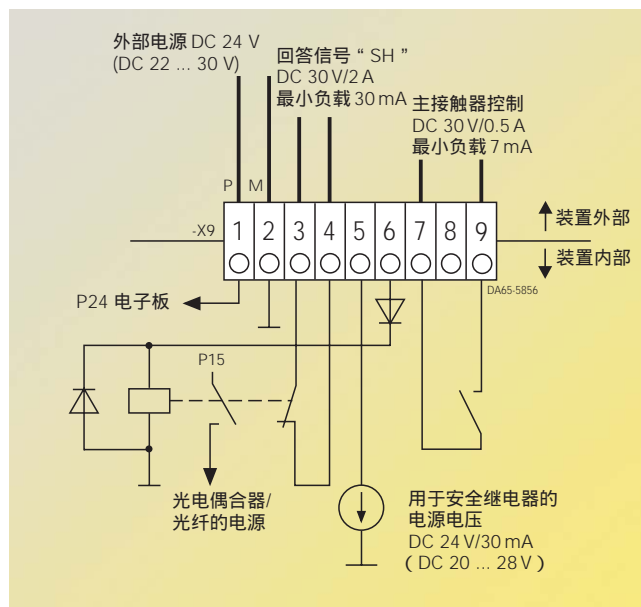 外部电源 DC 24 V
(DC 22 ... 30 V)
回答信号 “ SH ”
DC 30 V/2 A
最小负载 30 mA
主接触器控制
DC 30 V/0.5 A
最小负载 7 mA
P M
-X9
1 2 3 4 5 6 7 8 9
装置外部
装置内部
DA65-5856
P24 电子板
P15
光电偶合器/
光纤的电源
用于安全继电器的
电源电压
DC 24 V/30 mA
( DC 20 ... 28 V )